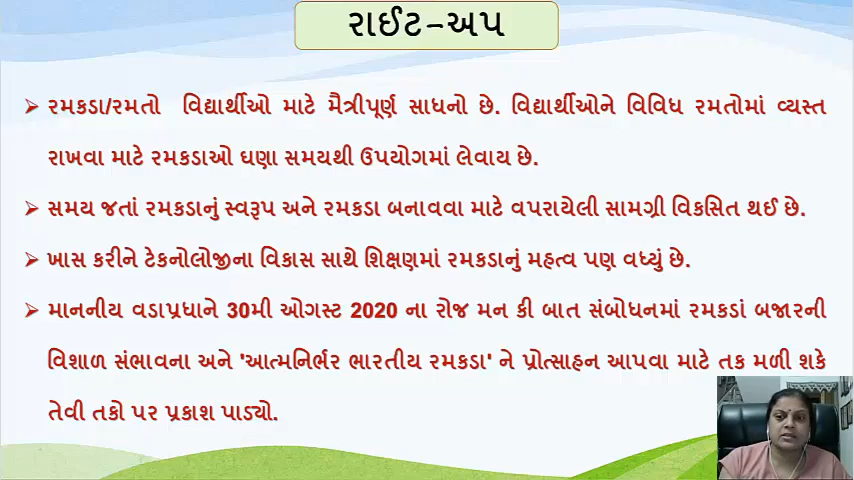 રાઈટ-અપ
➢ રમકડા/રમતો વિદ્યાર્થીઓ માટે મૈત્રીપૂર્ણ સાધનો છે. વિદ્યાર્થીઓને વિવિધ રમતોમાં વ્યસ્ત
રાખવા માટે રમકડાઓ ઘણા સમયથી ઉપયોગમાં લેવાય છે.
➢ સમય જતાં રમકડાનું સ્વરૂપ અને રમકડા બનાવવા માટે વપરાયેલી સામગ્રી વિકસિત થઈ છે.
➢ ખાસ કરીને ટેકનોલોજીના વિકાસ સાથે શિક્ષણમાં રમકડાનું મહત્વ પણ વધ્યું છે.
➢ માનનીય વડાપ્રધાને 30મી ઓગસ્ટ 2020 ના રોજ મન કી બાત સંબોધનમાં રમકડાં બજારની
વિશાળ સંભાવના અને 'આત્મનિર્ભર ભારતીય રમકડા' ને પ્રોત્સાહન આપવા માટે તક મળી શકે
તેવી તકો પર પ્રકાશ પાડ્યો.